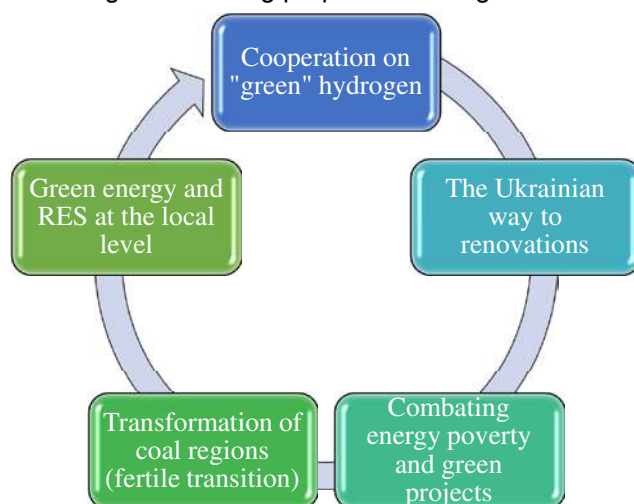 Cooperation on
"green" hydrogen
The Ukrainian
way to
renovations
Combating
energy poverty
and green
projects
Transformation of
coal regions
(fertile transition)
Green energy and
RES at the local
level